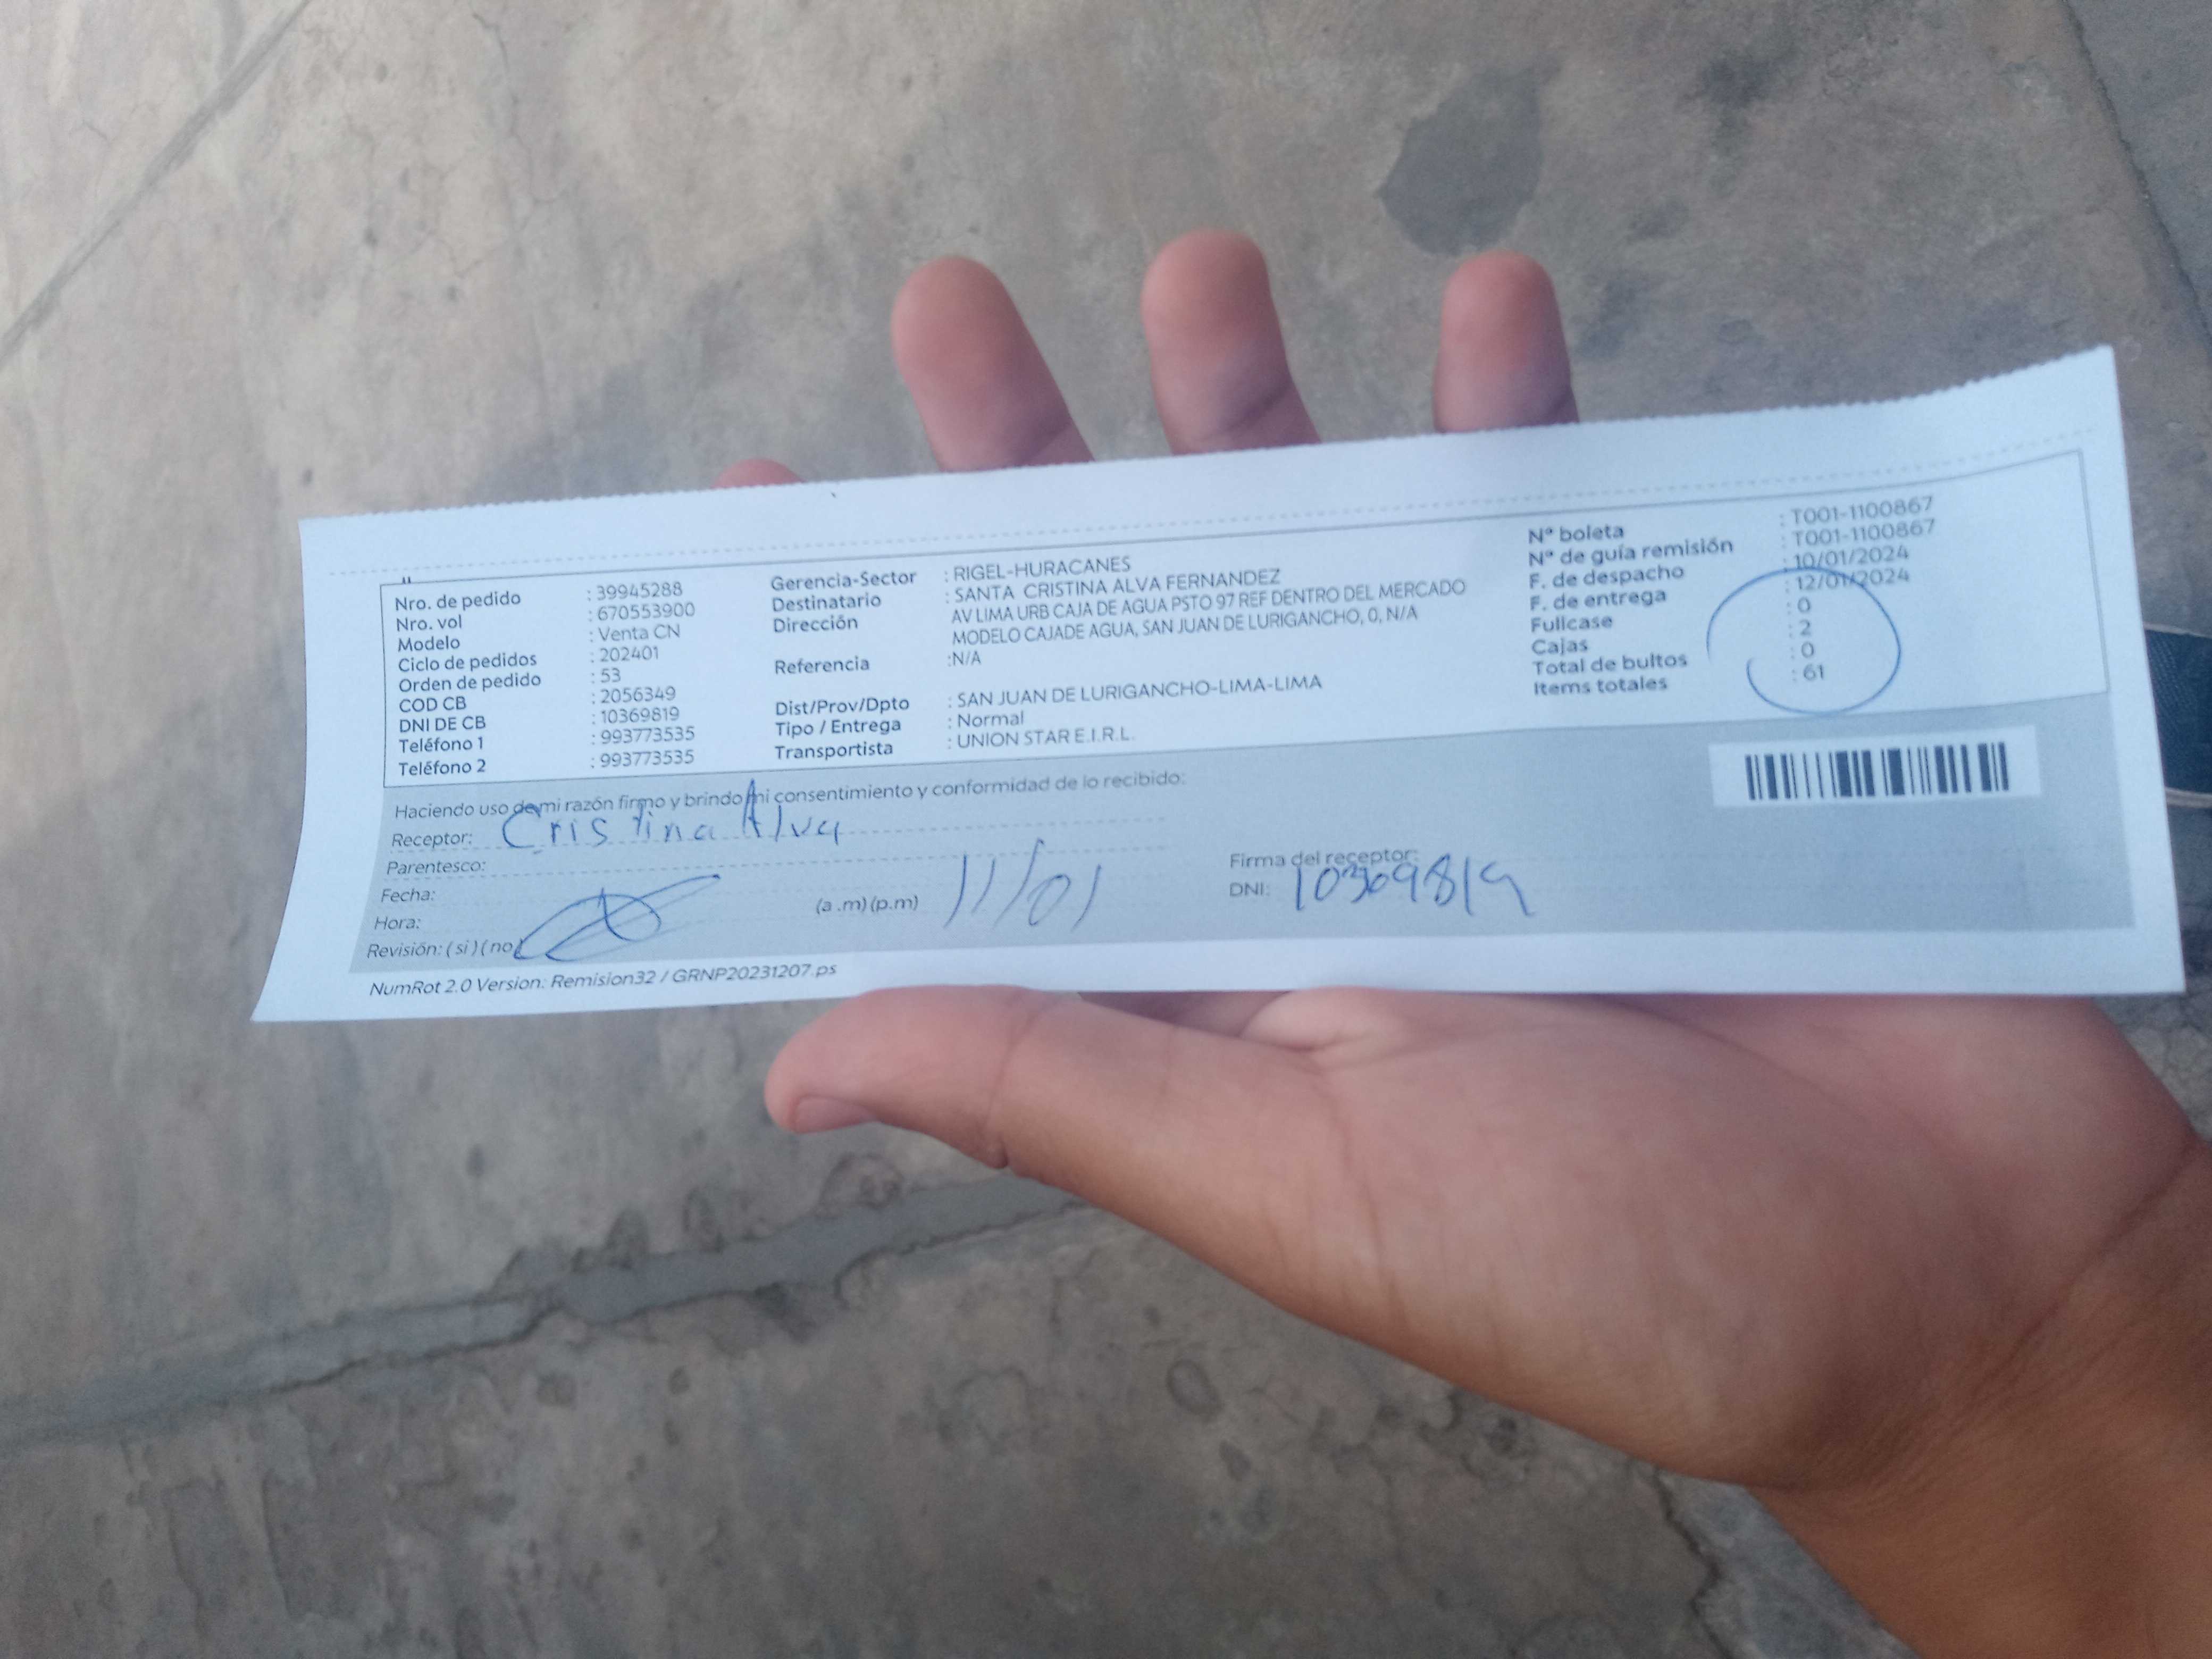 Nro. de pedido : 39945288
Nro. vol : 670553900
Modelo : Venta CN
Ciclo de pedidos : 202401
Orden de pedido : 53
COD CB : 2056349
DNI DE CB : 10369819
Teléfono 1 : 993773535
Teléfono 2 : 993773535
Gerencia-Sector : RIGEL-HURACANES
Destinatario : SANTA CRISTINA ALVA FERNANDEZ
Dirección AV LIMA URB CAJA DE AGUA PSTO 97 REF DENTRO DEL MERCADO
MODELO CAJADE AGUA, SAN JUAN DE LURIGANCHO, 0, N/A
Referencia :N/A
Dist/Prov/Dpto : SAN JUAN DE LURIGANCHO-LIMA-LIMA
Tipo / Entrega : Normal
Transportista : UNION STAR E.I.R.L.
N° boleta : T001-1100867
N° de guía remisión : T001-1100867
F. de despacho : 10/01/2024
F. de entrega : 12/01/2024
Fullcase : 0
Cajas : 2
Total de bultos : 0
Items totales : 61
Haciendo uso de mi razón firmo y brindo mi consentimiento y conformidad de lo recibido:
Receptor: Cristina Alva
Parentesco:
Fecha:
Hora: (a .m) (p.m) 11/01
Revisión: ( si ) ( no )
Firma del receptor:
DNI: 10369819
NumRot 2.0 Version: Remision32 / GRNP20231207.ps